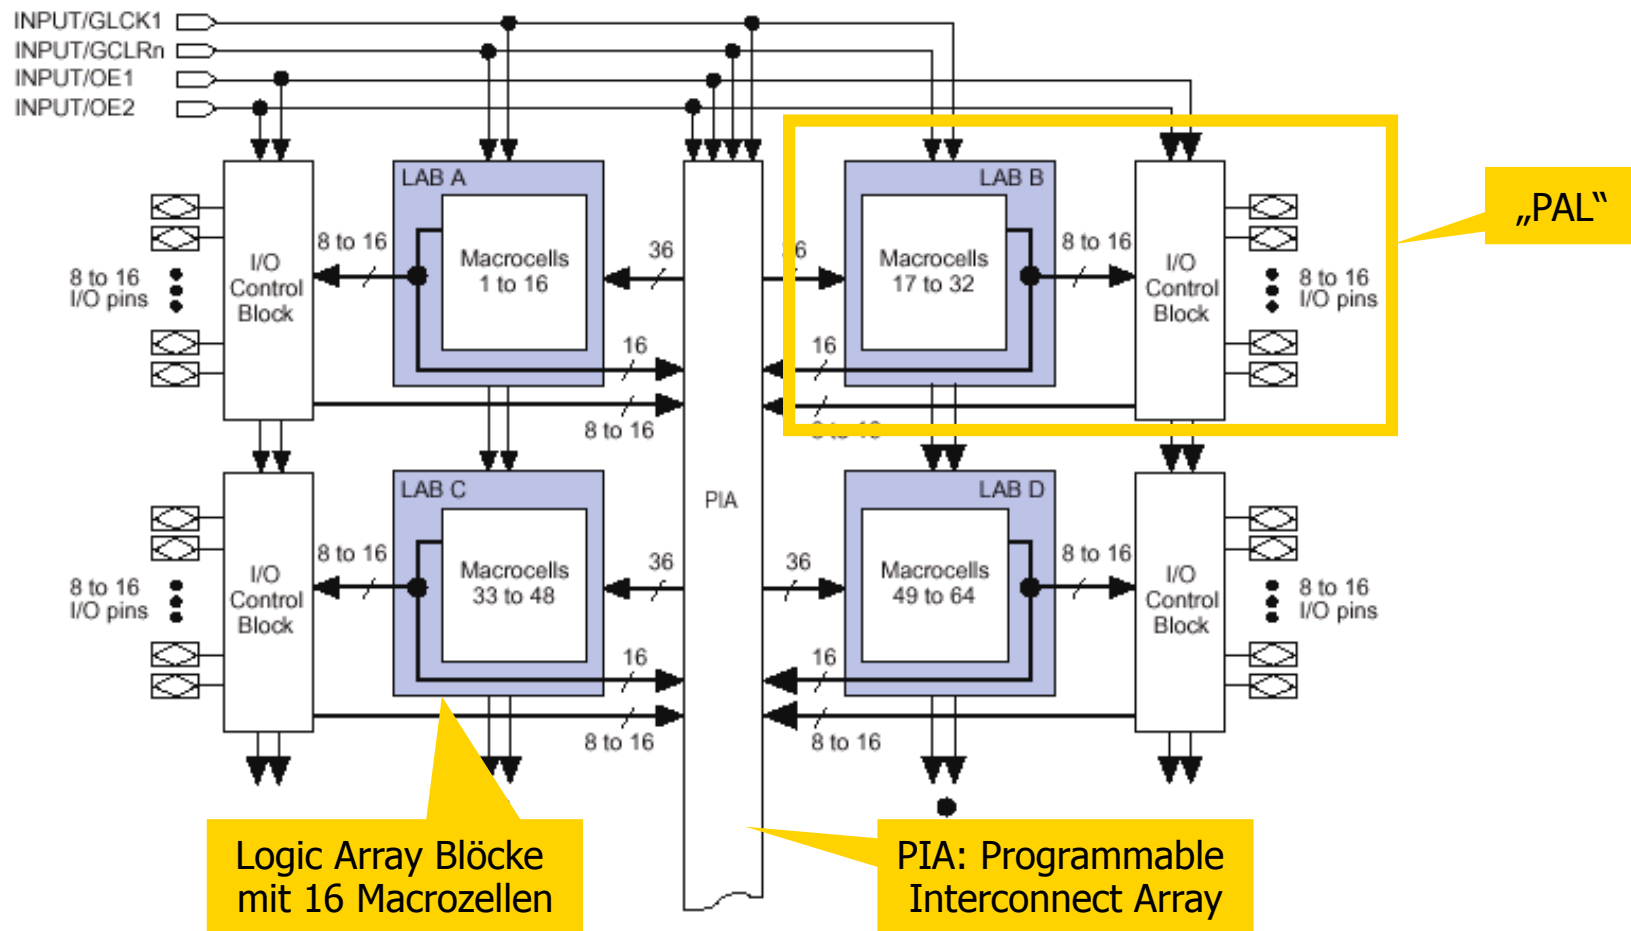 INPUT/GLCK1
INPUT/GCLRn
INPUT/OE1
INPUT/OE2
LAB A
LAB B
„PAL“
8 to 16
I/O pins
I/O
Control
Block
8 to 16
Macrocells
1 to 16
36
16
8 to 16
36
16
8 to 16
Macrocells
17 to 32
8 to 16
I/O
Control
Block
8 to 16
I/O pins
PIA
LAB C
LAB D
8 to 16
I/O pins
I/O
Control
Block
8 to 16
Macrocells
33 to 48
36
16
8 to 16
36
16
8 to 16
Macrocells
49 to 64
8 to 16
I/O
Control
Block
8 to 16
I/O pins
Logic Array Blöcke
mit 16 Macrozellen
PIA: Programmable
Interconnect Array